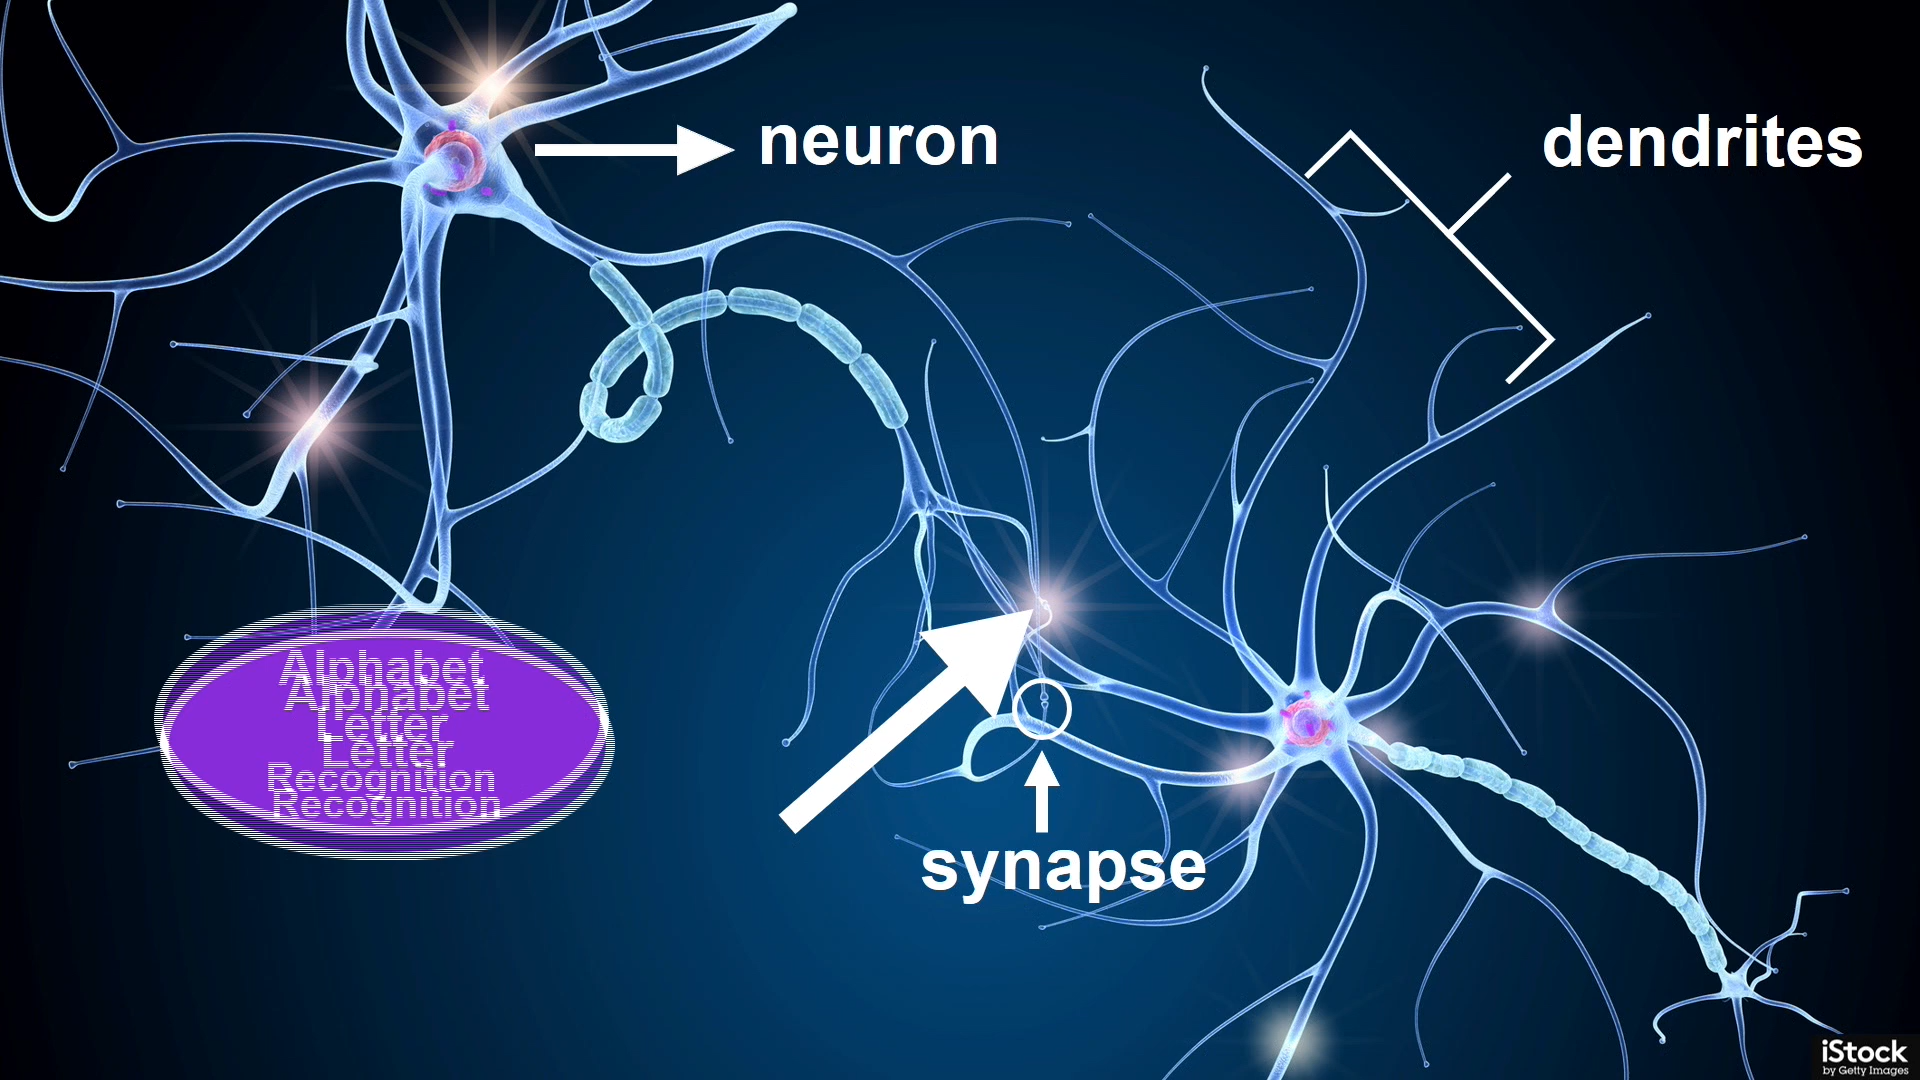 neuron
dendrites
Alphabet
Alphabet
Letter
Letter
Recognition
Recognition
synapse
iStock
by Getty Images